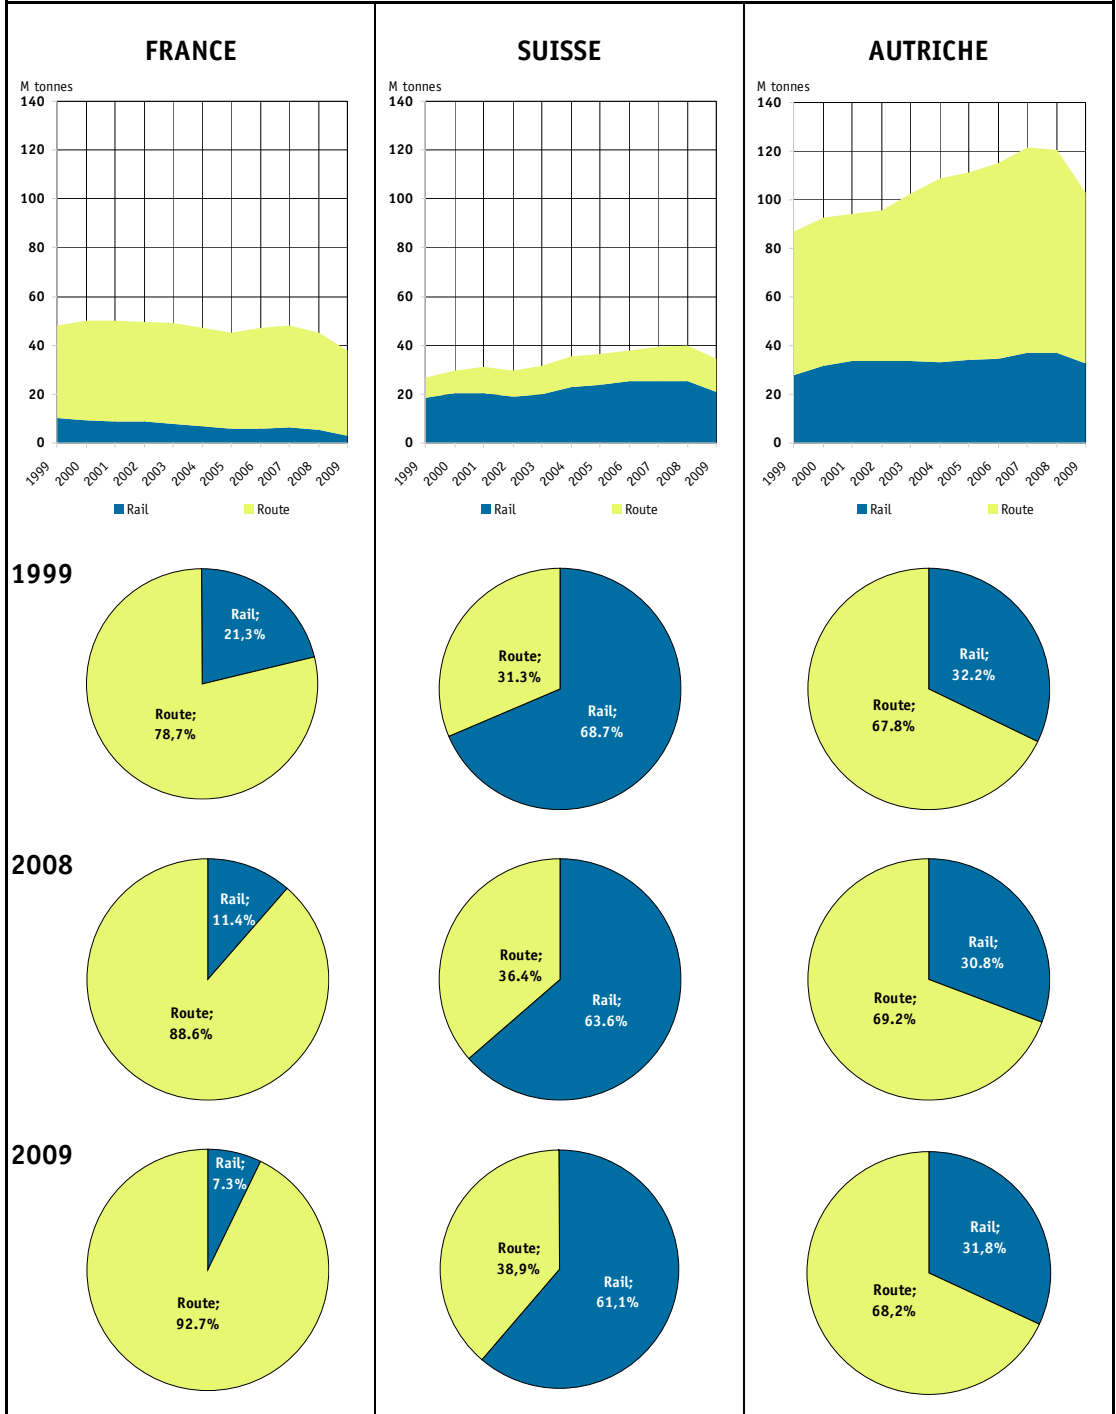 FRANCE
M tonnes
140
120
100
80
60
40
20
0
1999 2000 2001 2002 2003 2004 2005 2006 2007 2008 2009
Rail Route
SUISSE
M tonnes
140
120
100
80
60
40
20
0
1999 2000 2001 2002 2003 2004 2005 2006 2007 2008 2009
Rail Route
AUTRICHE
M tonnes
140
120
100
80
60
40
20
0
1999 2000 2001 2002 2003 2004 2005 2006 2007 2008 2009
Rail Route
1999
Rail;
21,3%
Route;
78,7%
Route;
31.3%
Rail;
68.7%
Rail;
32.2%
Route;
67.8%
2008
Rail;
11.4%
Route;
88.6%
Route;
36.4%
Rail;
63.6%
Rail;
30.8%
Route;
69.2%
2009
Rail;
7.3%
Route;
92.7%
Route;
38,9%
Rail;
61,1%
Rail;
31,8%
Route;
68,2%